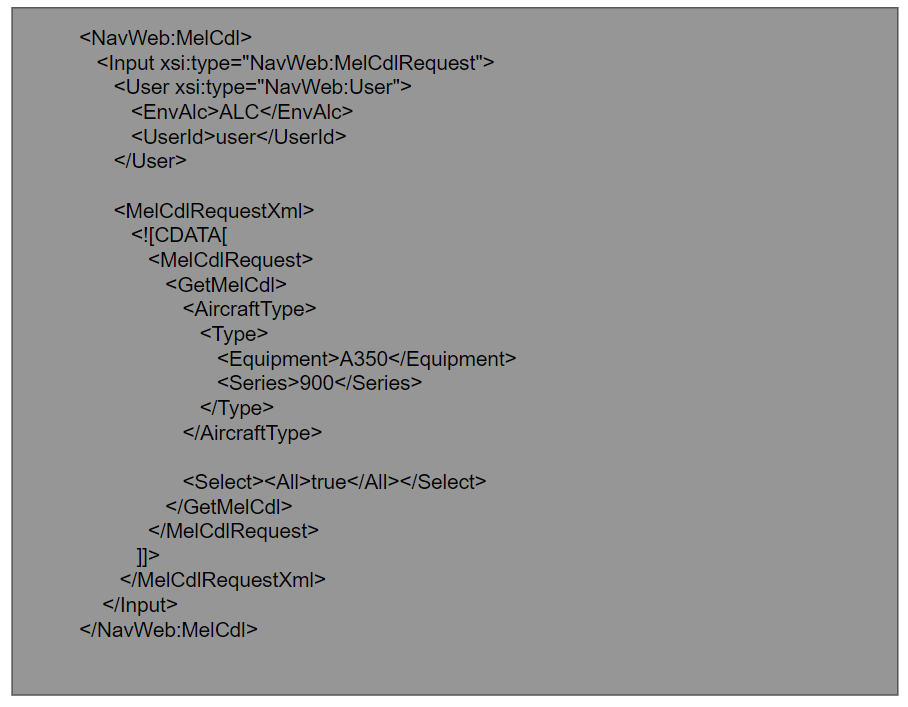 <NavWeb:MelCdl>
<Input xsi:type="NavWeb:MelCdlRequest">
<User xsi:type="NavWeb:User">
<EnvAlc>ALC</EnvAlc>
<UserId>user</UserId>
</User>
<MelCdlRequestXml>
<![CDATA[
<MelCdlRequest>
<GetMelCdl>
<AircraftType>
<Type>
<Equipment>A350</Equipment>
<Series>900</Series>
</Type>
</AircraftType>
<Select><All>true</All></Select>
</GetMelCdl>
</MelCdlRequest>
]]>
</MelCdlRequestXml>
</Input>
</NavWeb:MelCdl>